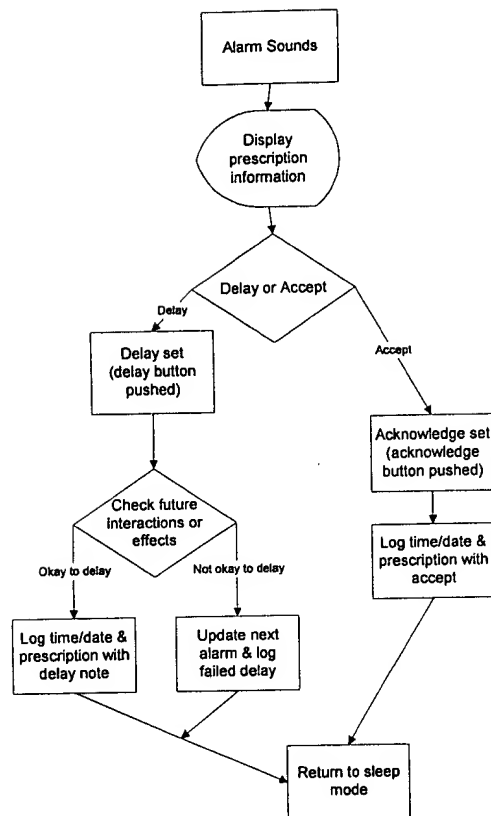 Alarm Sounds
Display
prescription
information
Delay or Accept
Delay
Accept
Delay set
(delay button
pushed)
Acknowledge set
(acknowledge
button pushed)
Check future
interactions or
effects
Log time/date &
prescription with
accept
Okay to delay
Not okay to delay
Log time/date &
prescription with
delay note
Update next
alarm & log
failed delay
Return to sleep
mode